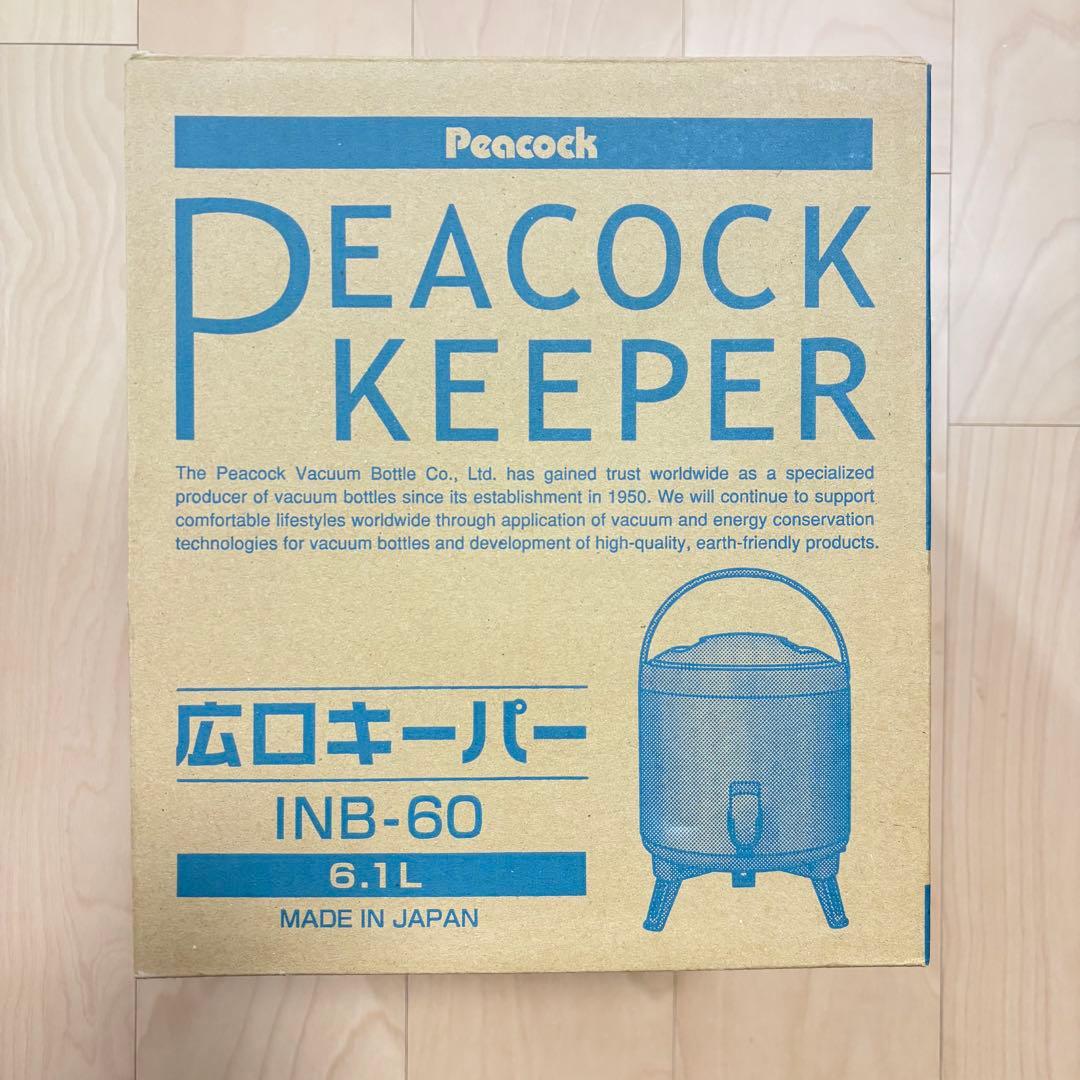 Peacock
PEACOCK
KEEPER
The Peacock Vacuum Bottle Co., Ltd. has gained trust worldwide as a specialized
producer of vacuum bottles since its establishment in 1950. We will continue to support
comfortable lifestyles worldwide through application of vacuum and energy conservation
technologies for vacuum bottles and development of high-quality, earth-friendly products.
広口キーパー
INB-60
6.1L
MADE IN JAPAN